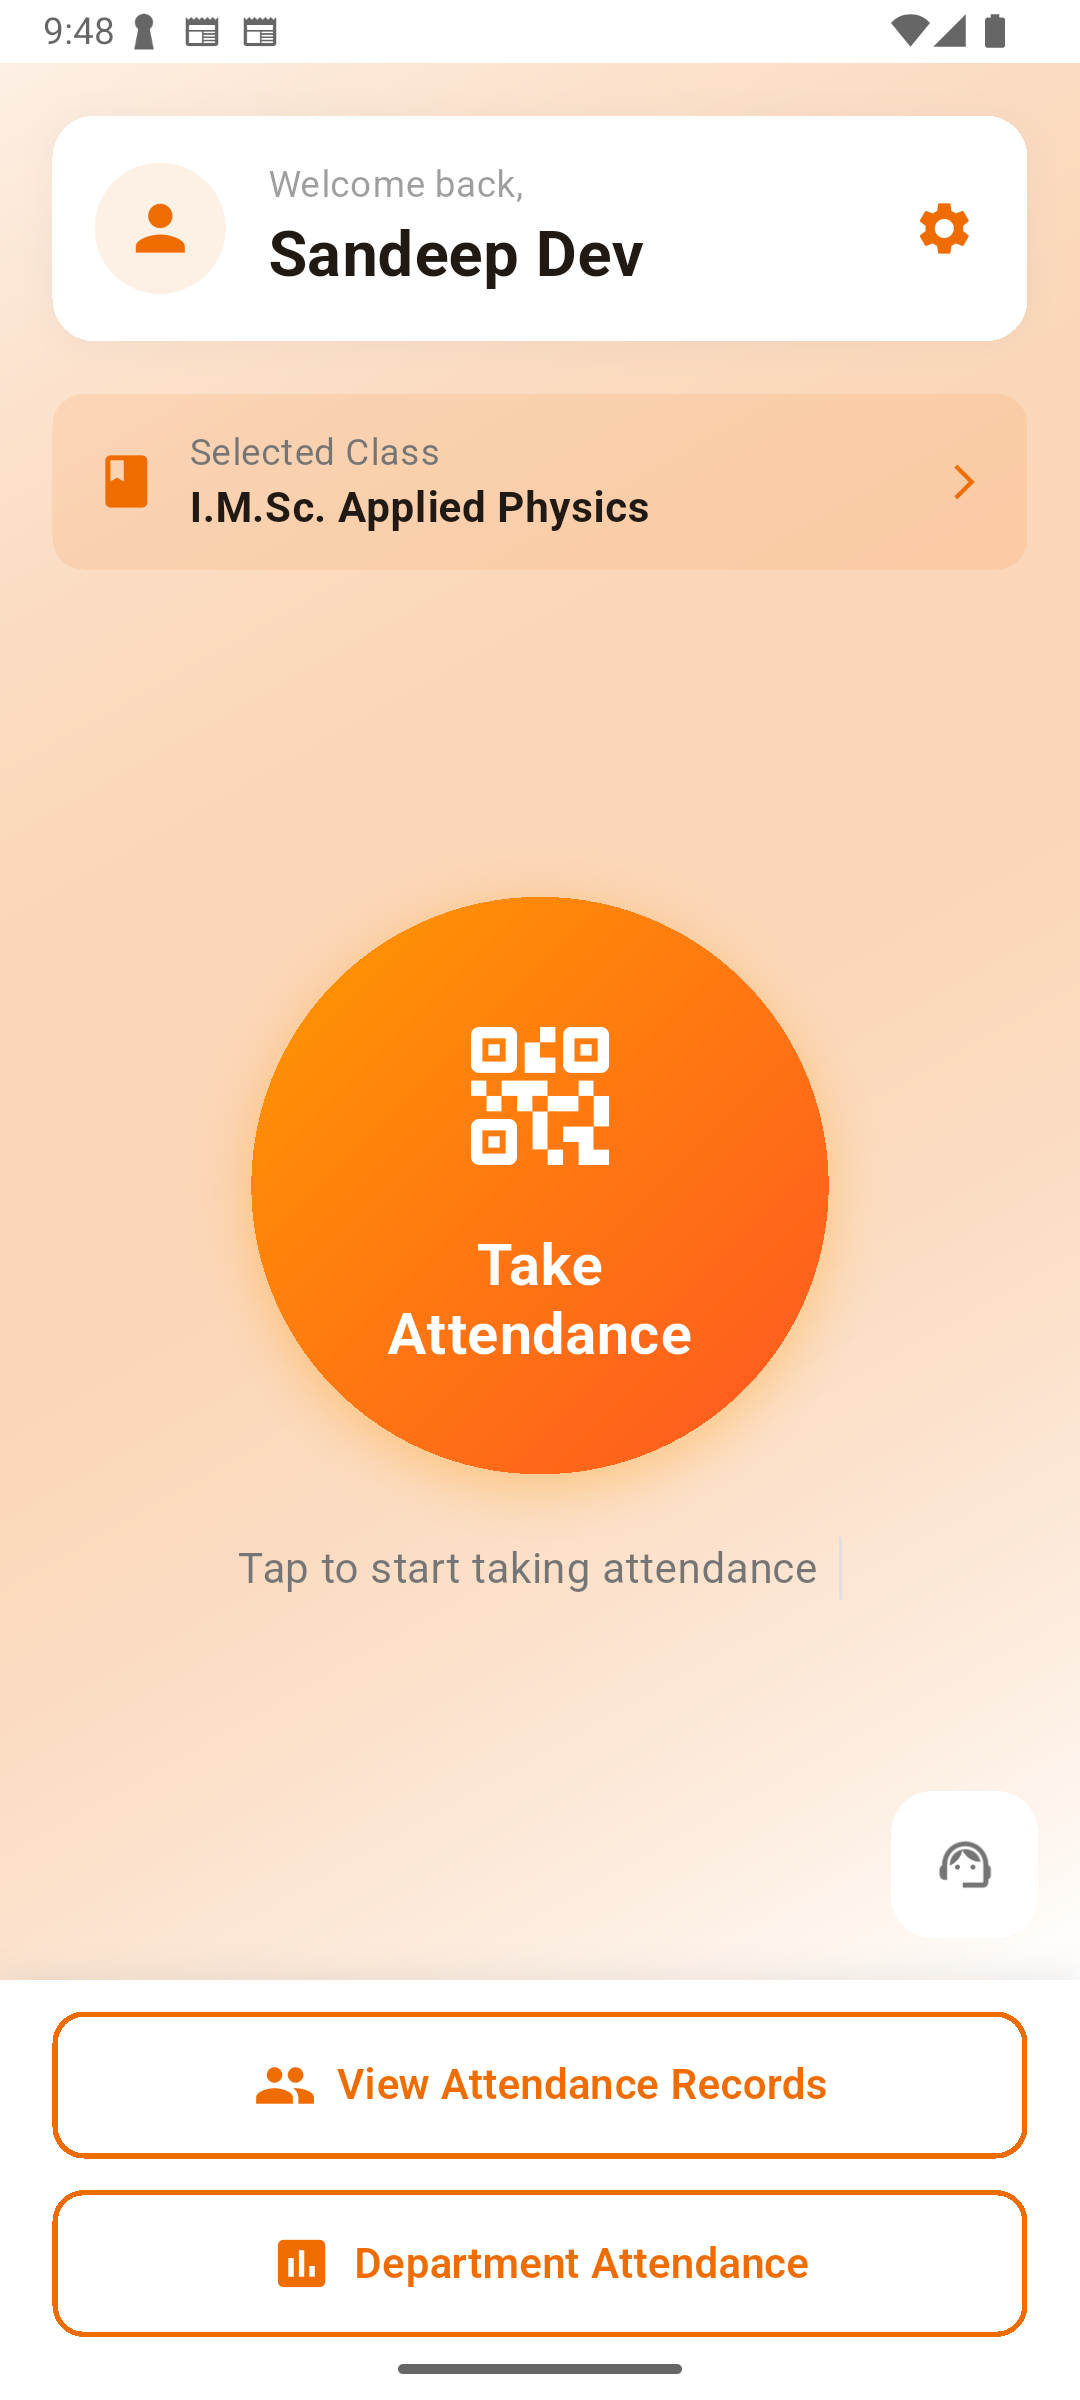 9:48
Welcome back,
Sandeep Dev
Selected Class
I.M.Sc. Applied Physics
Take
Attendance
Tap to start taking attendance
View Attendance Records
Department Attendance